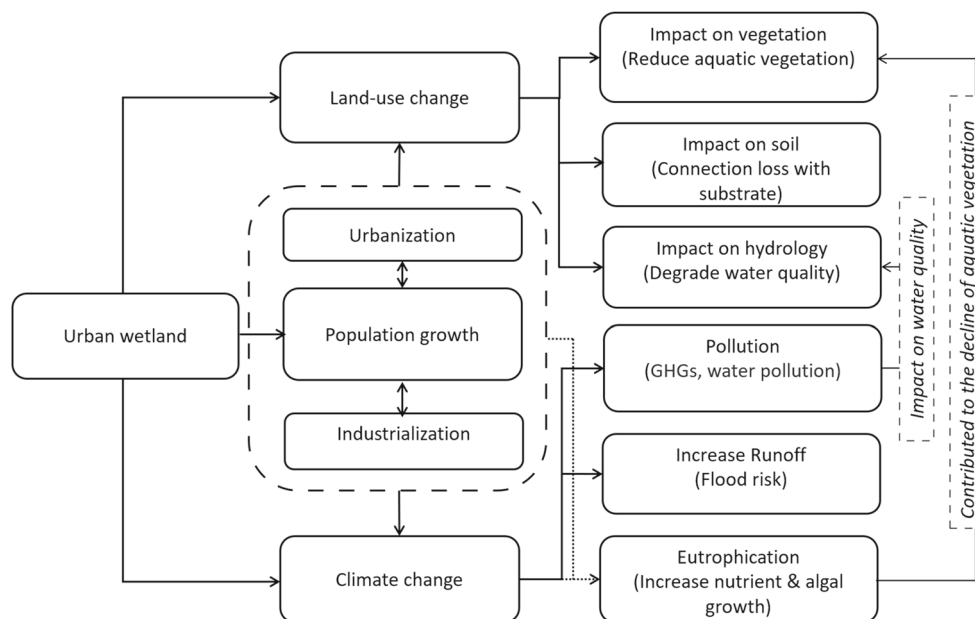 Urban wetland
Land-use change
Urbanization
Population growth
Industrialization
Climate change
Impact on vegetation
(Reduce aquatic vegetation)
Impact on soil
(Connection loss with
substrate)
Impact on hydrology
(Degrade water quality)
Pollution
(GHGs, water pollution)
Increase Runoff
(Flood risk)
Eutrophication
(Increase nutrient & algal
growth)
Impact on water quality
Contributed to the decline of aquatic vegetation